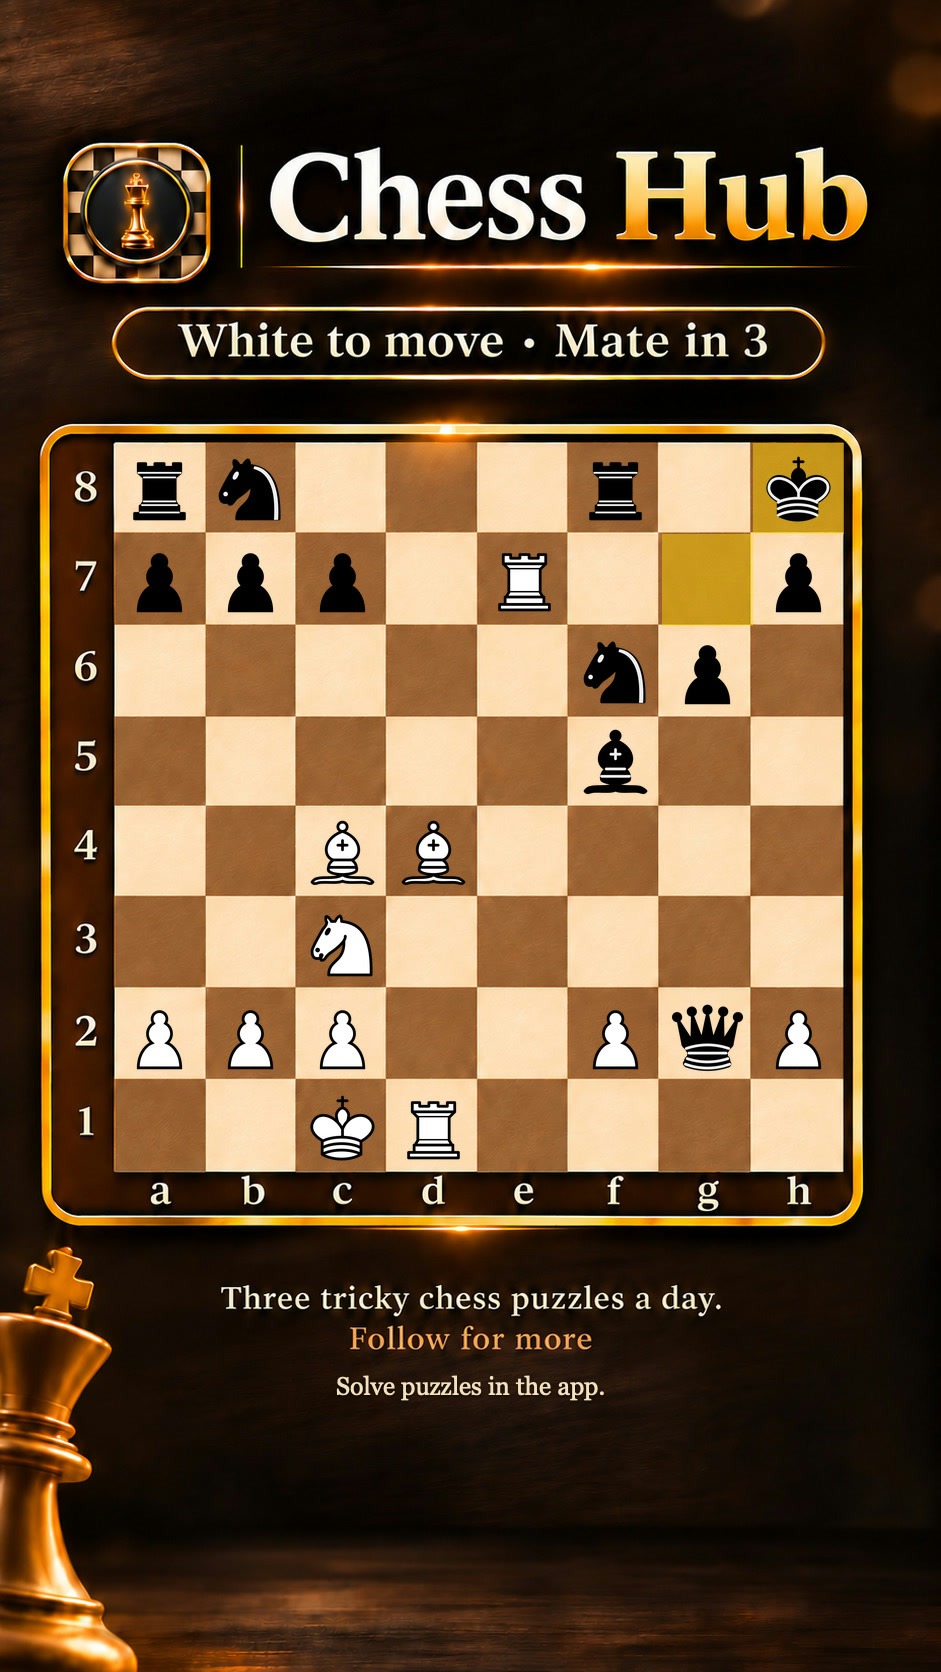 Chess Hub
White to move • Mate in 3
8
7
6
5
4
3
2
1
a b c d e f g h
Three tricky chess puzzles a day.
Follow for more
Solve puzzles in the app.